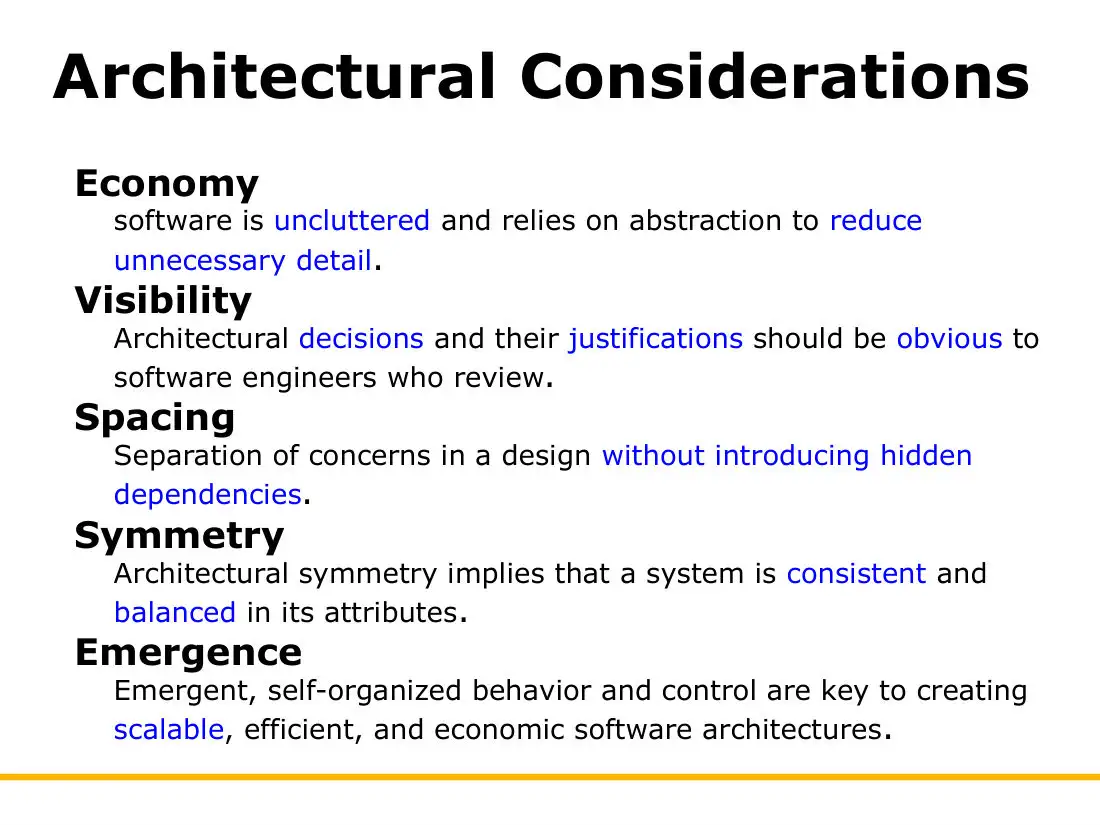 Architectural Considerations
Economy
software is uncluttered and relies on abstraction to reduce
unnecessary detail.
Visibility
Architectural decisions and their justifications should be obvious to
software engineers who review.
Spacing
Separation of concerns in a design without introducing hidden
dependencies.
Symmetry
Architectural symmetry implies that a system is consistent and
balanced in its attributes.
Emergence
Emergent, self-organized behavior and control are key to creating
scalable, efficient, and economic software architectures.